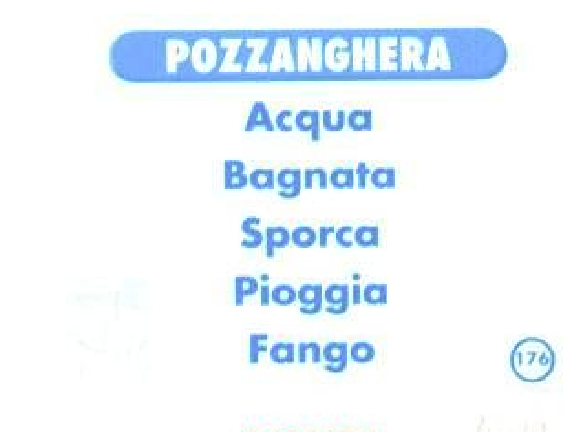 POZZANGHERA
Acqua
Bagnata
Sporca
Pioggia
Fango
176